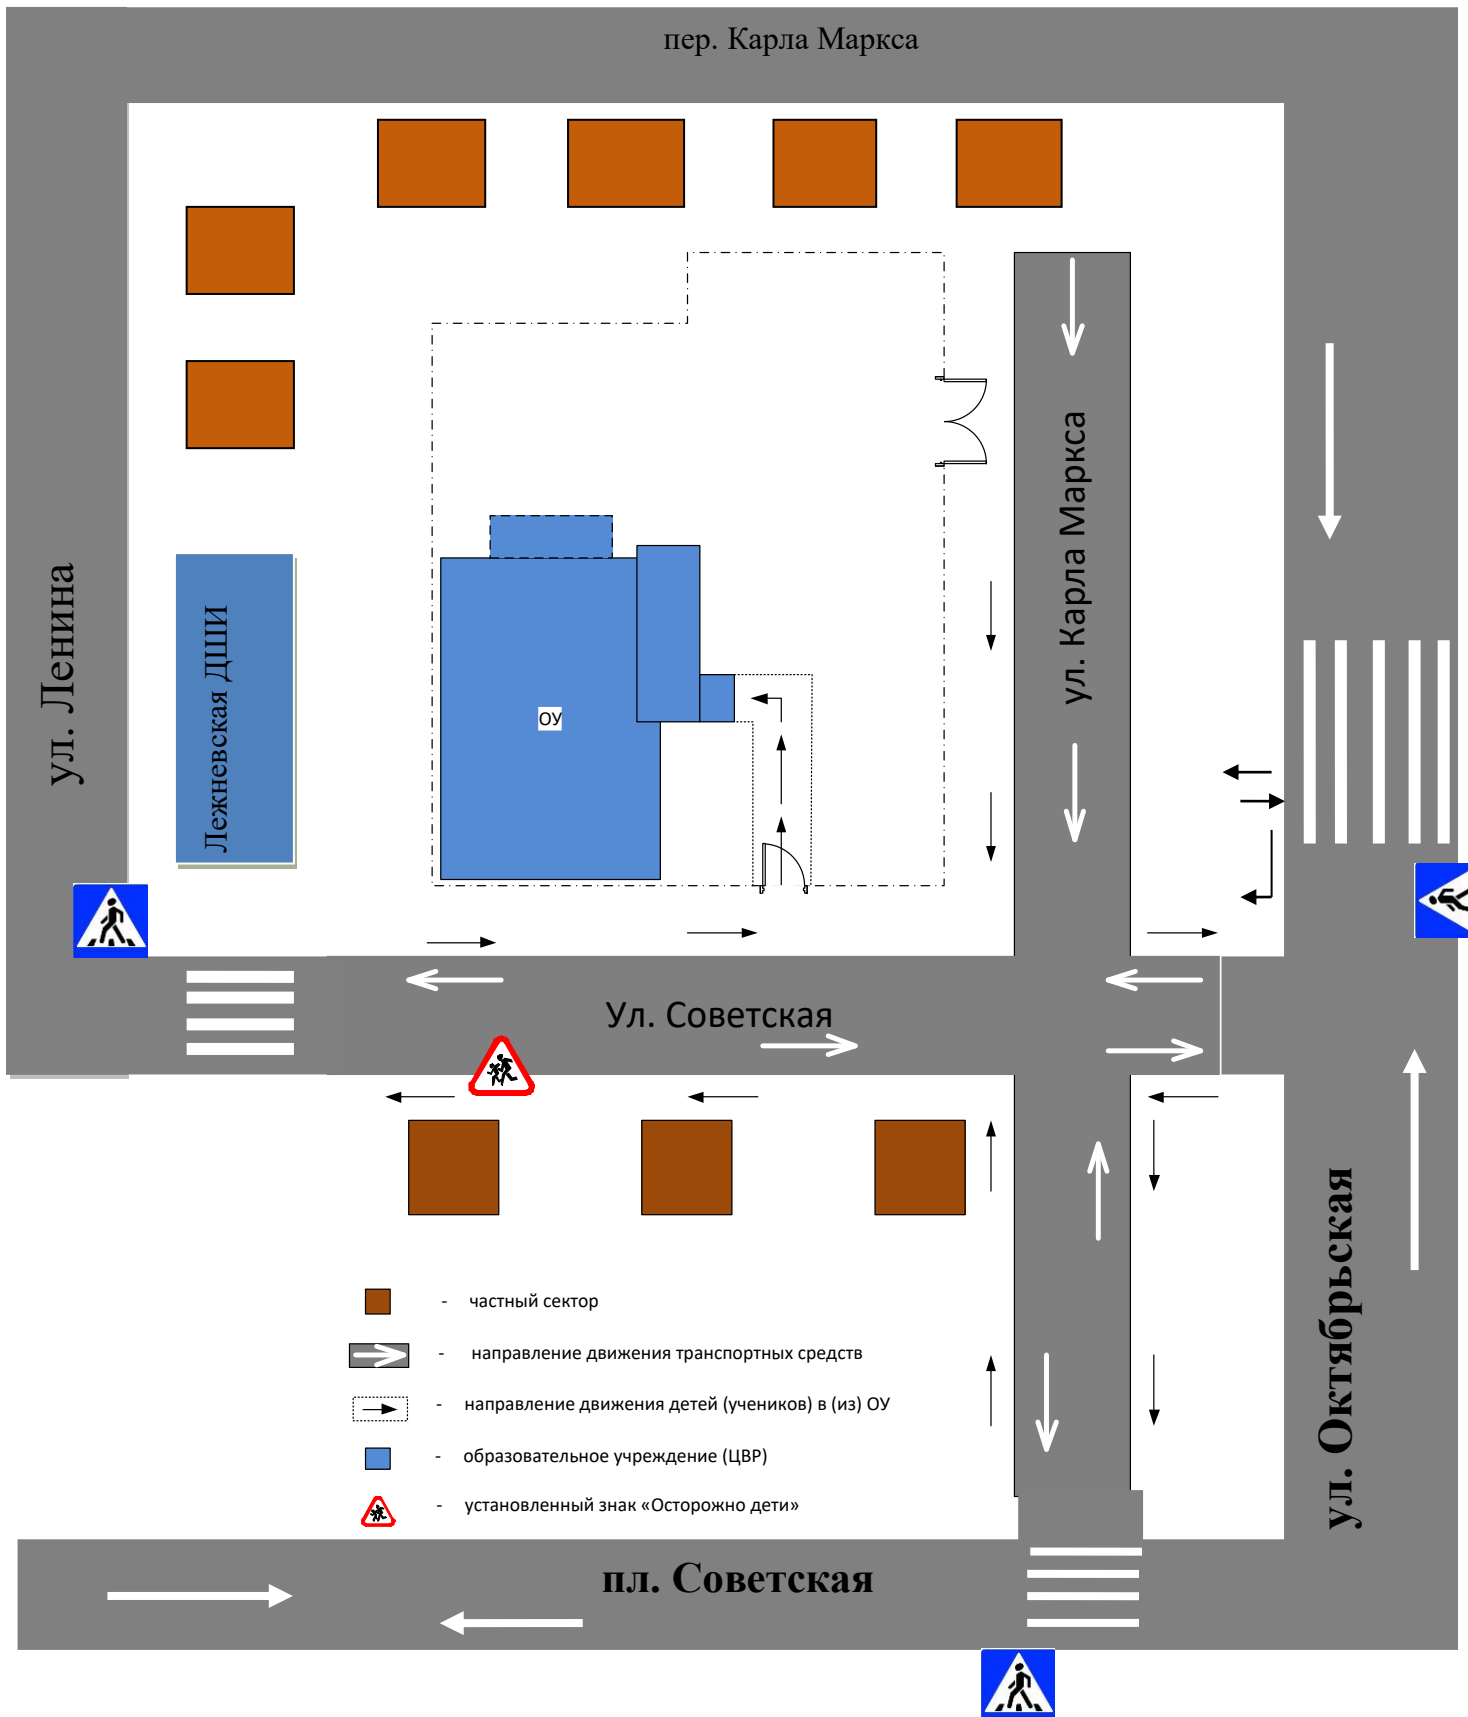 пер. Карла Маркса
ул. Карла Маркса
ул. Ленина
Лежневская ДШИ
ОУ
Ул. Советская
ул. Октябрьская
- частный сектор
- направление движения транспортных средств
- направление движения детей (учеников) в (из) ОУ
- образовательное учреждение (ЦВР)
- установленный знак «Осторожно дети»
пл. Советская